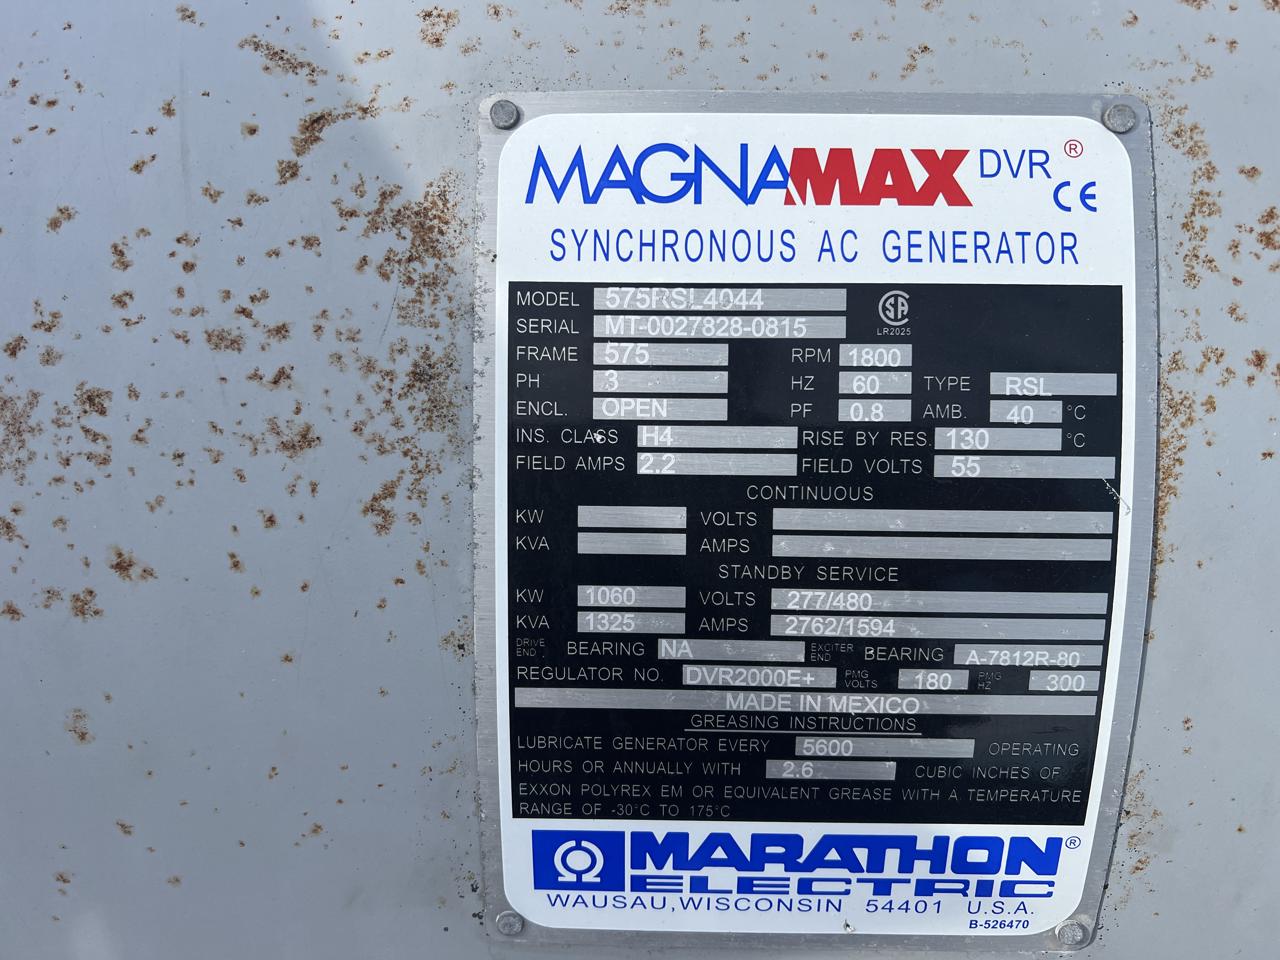 MAGNAMAX DVR ®
CE
SYNCHRONOUS AC GENERATOR
MODEL 575RSL4044
SERIAL MT-0027828-0815
SA
LR2025
FRAME 575 RPM 1800
PH 3 HZ 60 TYPE RSL
ENCL. OPEN PF 0.8 AMB. 40 °C
INS. CLASS H4 RISE BY RES. 130 °C
FIELD AMPS 2.2 FIELD VOLTS 55
CONTINUOUS
KW VOLTS
KVA AMPS
STANDBY SERVICE
KW 1060 VOLTS 277/480
KVA 1325 AMPS 2762/1594
DRIVE END BEARING NA EXCITER END BEARING A-7812R-80
REGULATOR NO. DVR2000E+ PMG VOLTS 180 PMG HZ 300
MADE IN MEXICO
GREASING INSTRUCTIONS
LUBRICATE GENERATOR EVERY 5600 OPERATING
HOURS OR ANNUALLY WITH 2.6 CUBIC INCHES OF
EXXON POLYREX EM OR EQUIVALENT GREASE WITH A TEMPERATURE
RANGE OF -30°C TO 175°C
MARATHON ®
ELECTRIC
WAUSAU, WISCONSIN 54401 U.S.A.
B-526470